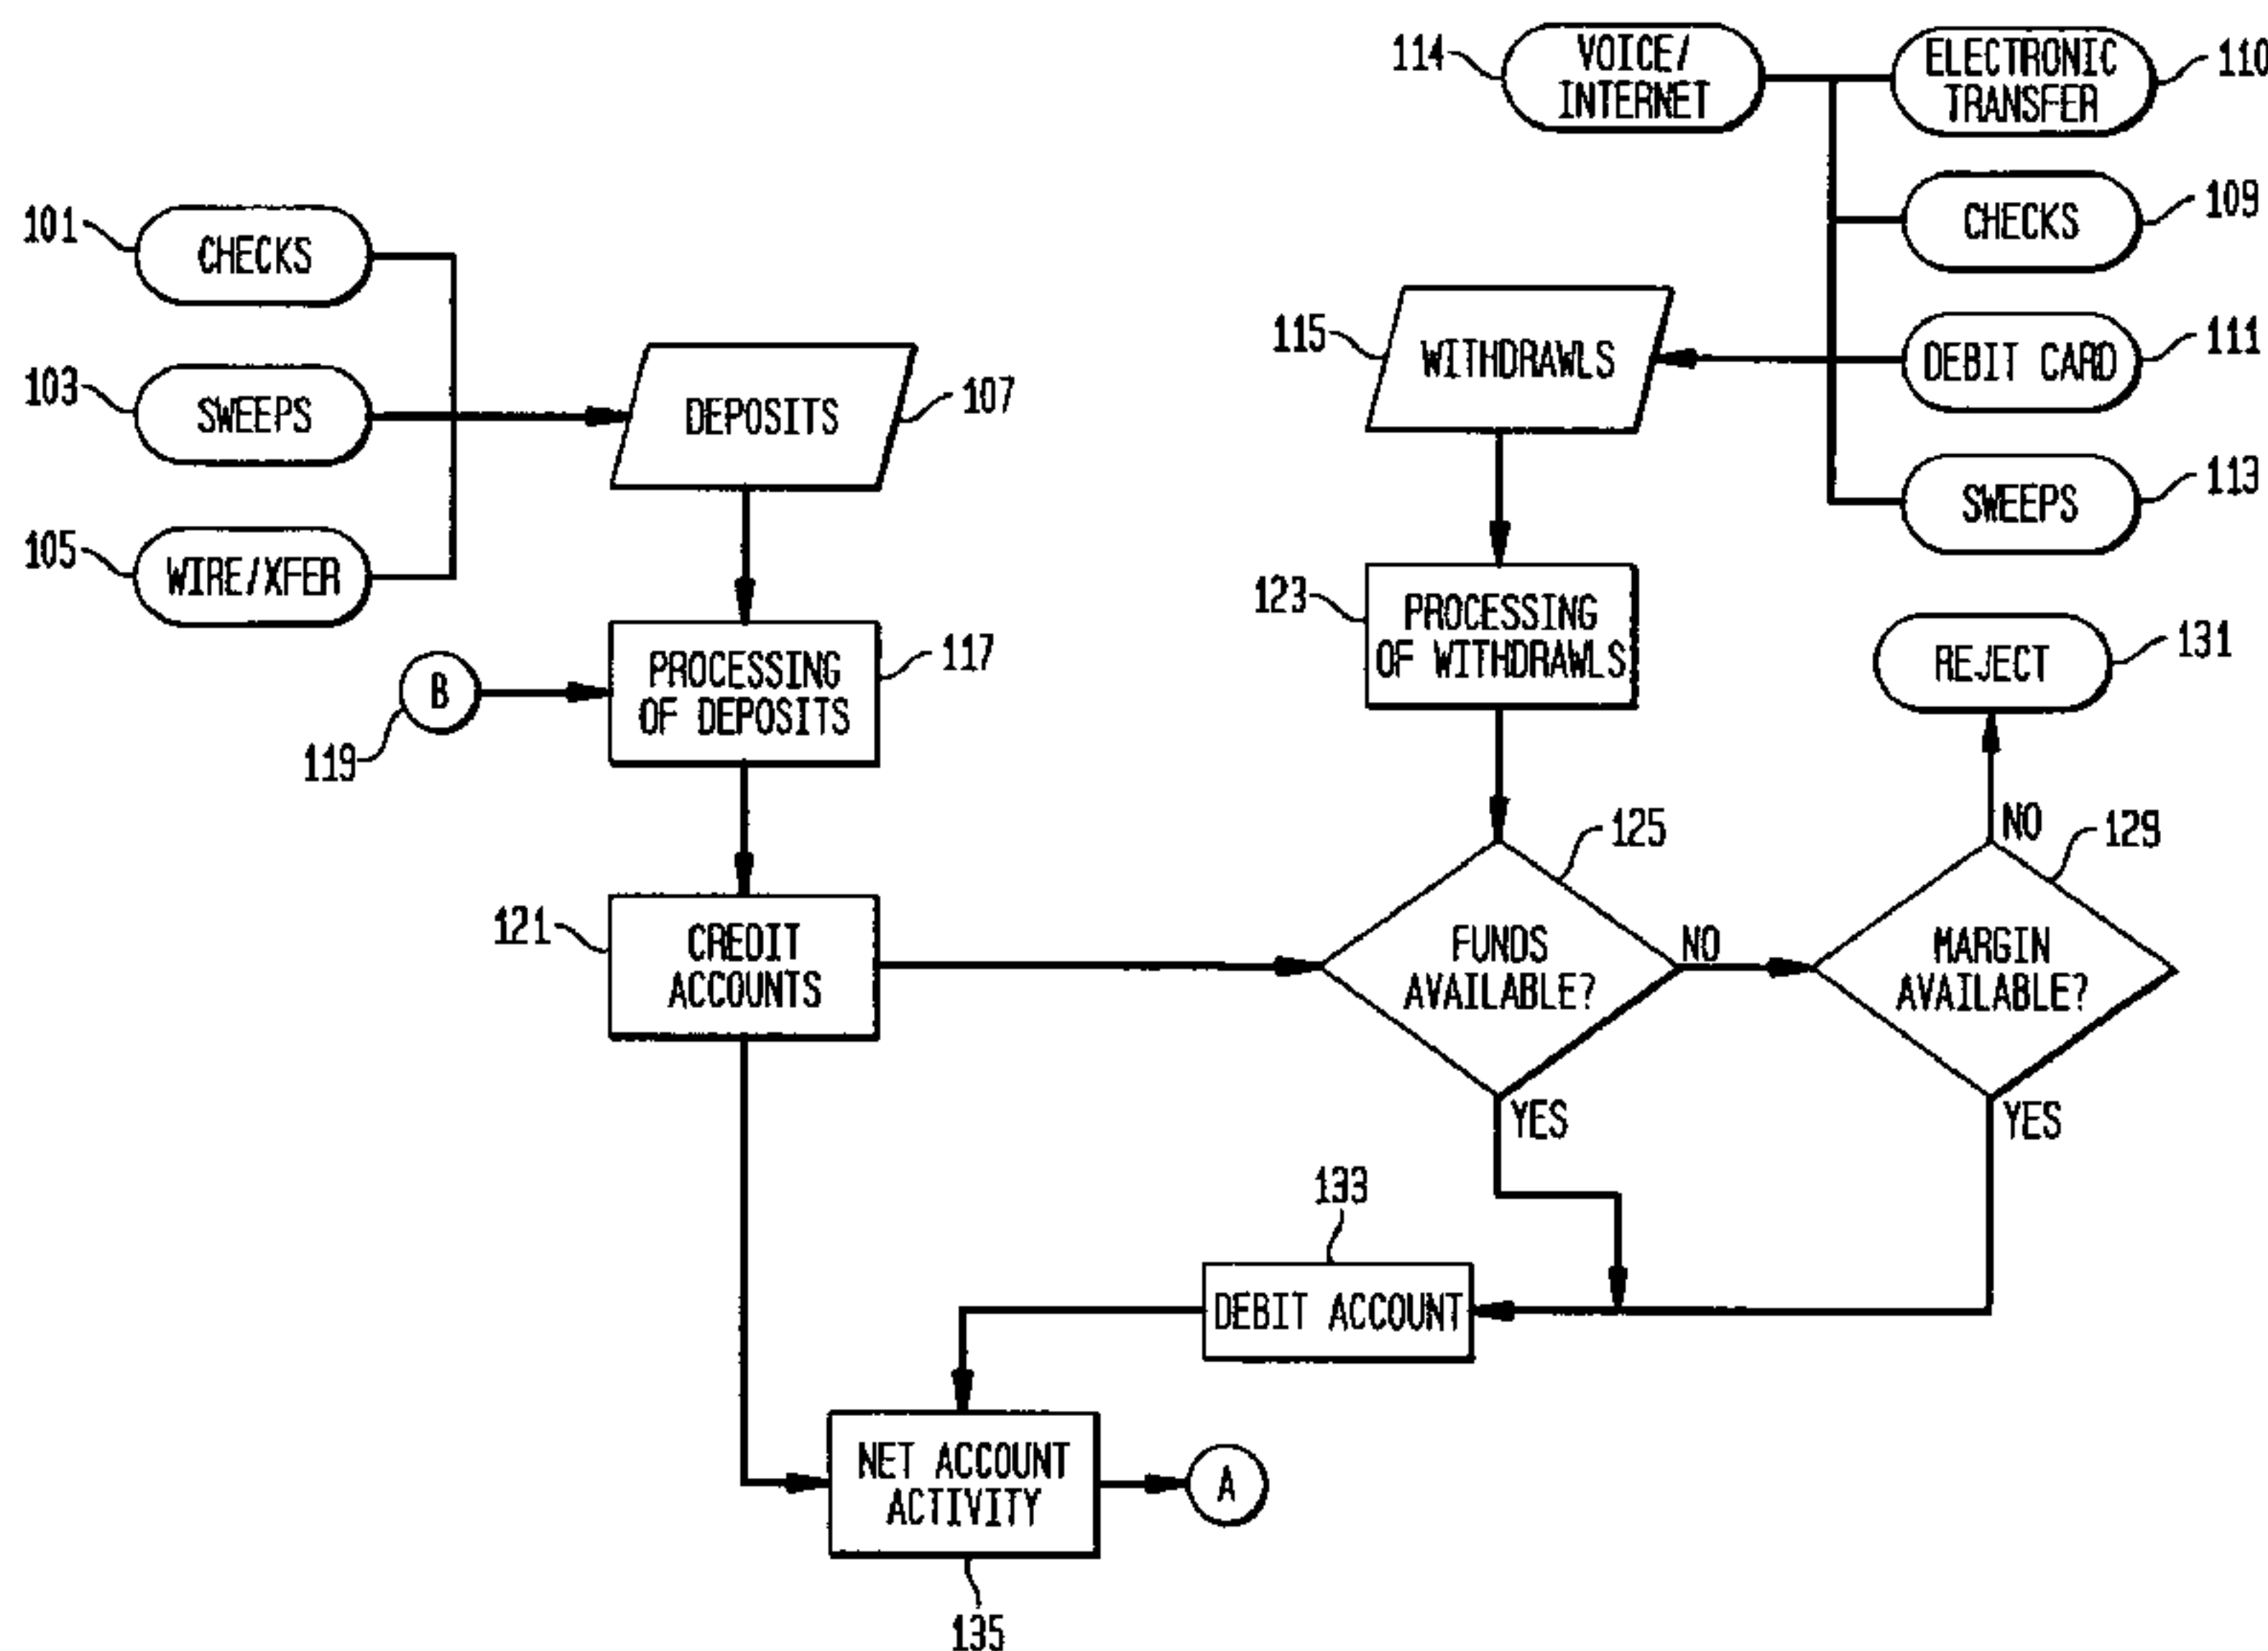 114
VOICE/
INTERNET
ELECTRONIC
TRANSFER
110
101
CHECKS
CHECKS
109
115
WITHDRAWLS
DEBIT CARD
111
103
SWEEPS
DEPOSITS
107
SWEEPS
113
105
WIRE/XFER
123
PROCESSING
OF WITHDRAWLS
REJECT
131
B
119
PROCESSING
OF DEPOSITS
117
NO
125
129
121
CREDIT
ACCOUNTS
FUNDS
AVAILABLE?
NO
MARGIN
AVAILABLE?
YES
YES
133
DEBIT ACCOUNT
NET ACCOUNT
ACTIVITY
A
135